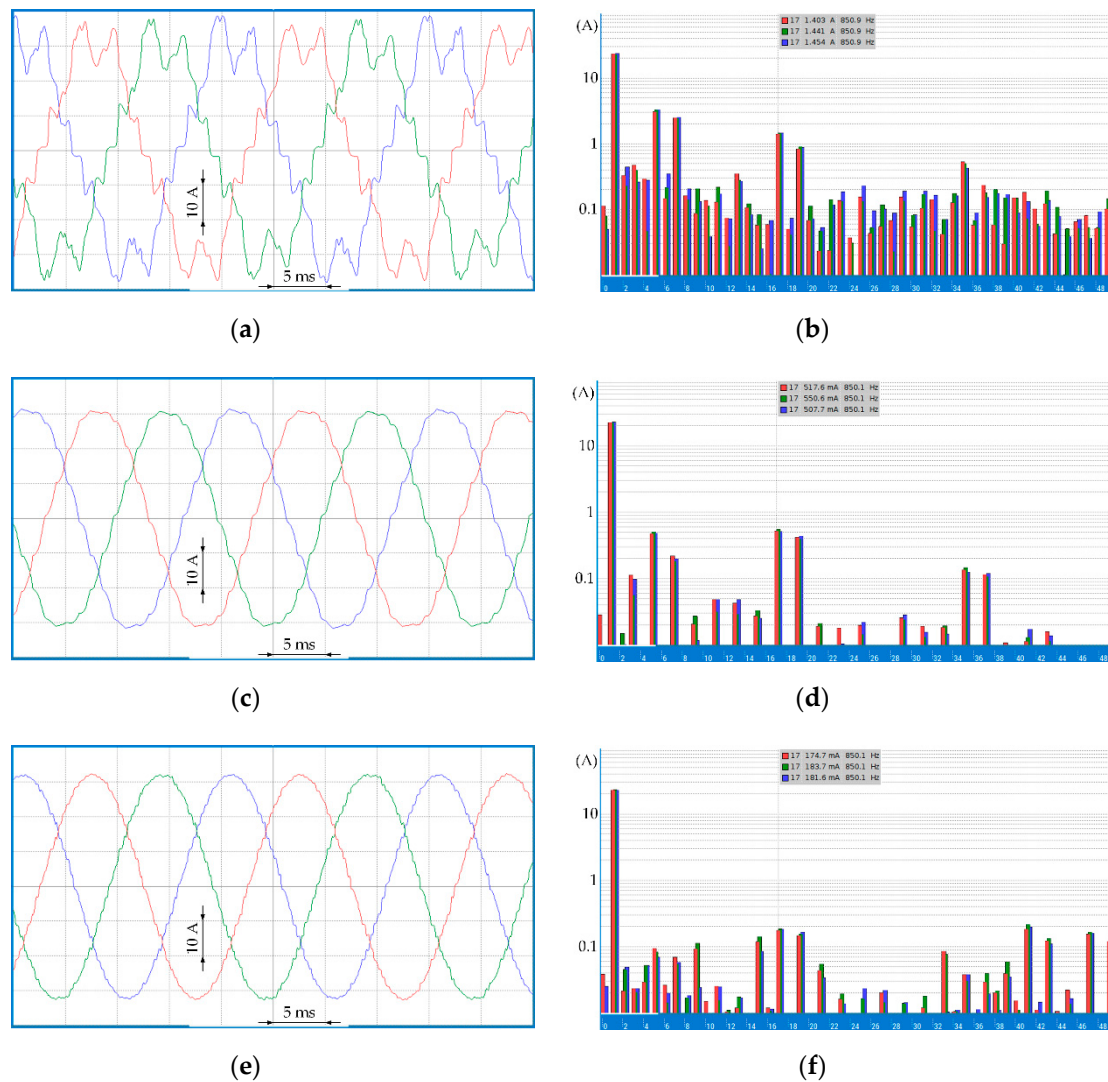 10 A
5 ms
(a)
(A)
17 1.403 A 850.9 Hz
17 1.441 A 850.9 Hz
17 1.454 A 850.9 Hz
10
1
0.1
0 2 4 6 8 10 12 14 16 18 20 22 24 26 28 30 32 34 36 38 40 42 44 46 48
(b)
10 A
5 ms
(c)
(A)
17 517.6 mA 850.1 Hz
17 550.6 mA 850.1 Hz
17 507.7 mA 850.1 Hz
10
1
0.1
0 2 4 6 8 10 12 14 16 18 20 22 24 26 28 30 32 34 36 38 40 42 44 46 48
(d)
10 A
5 ms
(e)
(A)
17 174.7 mA 850.1 Hz
17 183.7 mA 850.1 Hz
17 181.6 mA 850.1 Hz
10
1
0.1
0 2 4 6 8 10 12 14 16 18 20 22 24 26 28 30 32 34 36 38 40 42 44 46 48
(f)